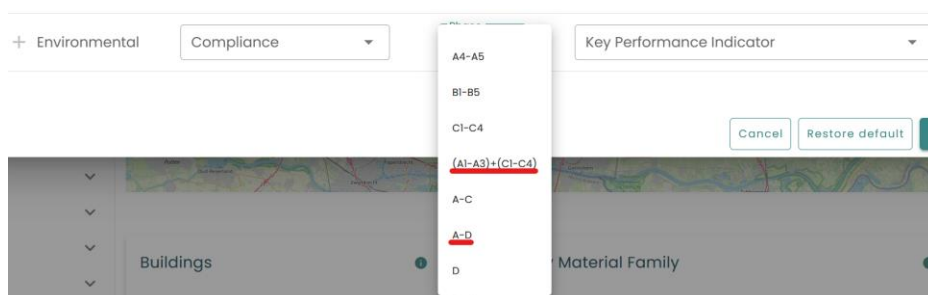 Environmental
Compliance
Phase
Key Performance Indicator
A4-A5
B1-B5
C1-C4
(A1-A3)+(C1-C4)
A-C
A-D
D
Cancel
Restore default
Buildings
Material Family